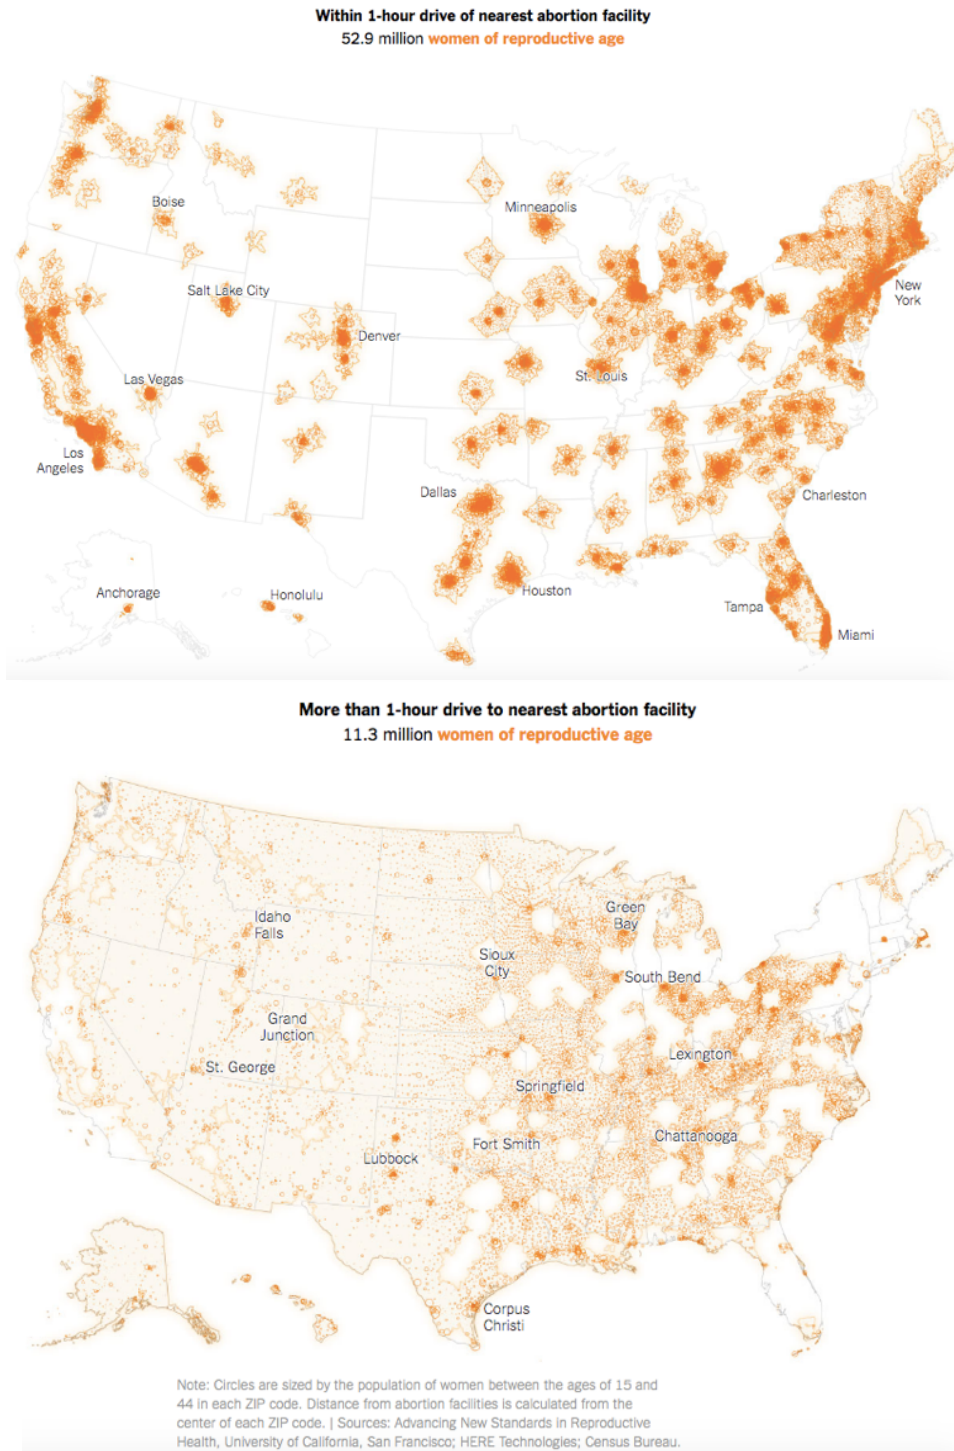 Within 1-hour drive of nearest abortion facility
52.9 million women of reproductive age
Boise
Minneapolis
Salt Lake City
New
York
Denver
Las Vegas
St. Louis
Los
Angeles
Dallas
Charleston
Anchorage
Honolulu
Houston
Tampa
Miami
More than 1-hour drive to nearest abortion facility
11.3 million women of reproductive age
Idaho
Falls
Green
Bay
Sioux
City
South Bend
Grand
Junction
St. George
Lexington
Springfield
Chattanooga
Fort Smith
Lubbock
Corpus
Christi
Note: Circles are sized by the population of women between the ages of 15 and
44 in each ZIP code. Distance from abortion facilities is calculated from the
center of each ZIP code. | Sources: Advancing New Standards in Reproductive
Health, University of California, San Francisco; HERE Technologies; Census Bureau.